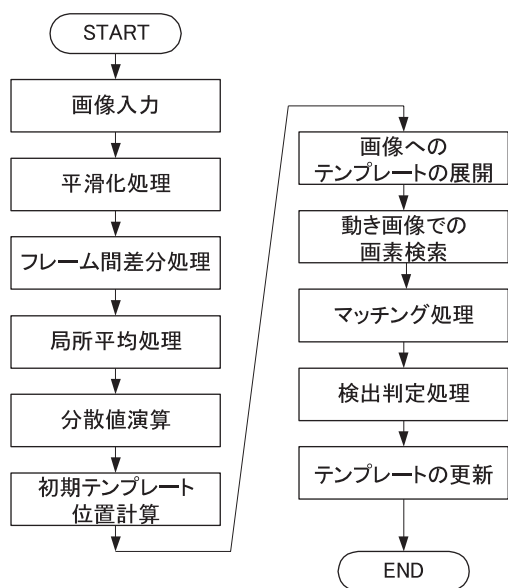 START
画像入力
平滑化処理
フレーム間差分処理
局所平均処理
分散値演算
初期テンプレート
位置計算
画像への
テンプレートの展開
動き画像での
画素検索
マッチング処理
検出判定処理
テンプレートの更新
END